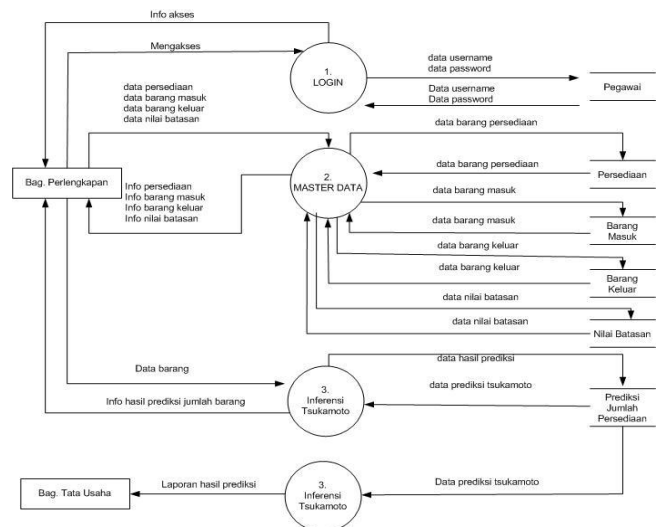 Info akses
Mengakses
1.
LOGIN
data username
data password
Data username
Data password
Pegawai
data persediaan
data barang masuk
data barang keluar
data nilai batasan
data barang persediaan
data barang persediaan
Persediaan
Bag. Perlengkapan
2.
MASTER DATA
Info persediaan
Info barang masuk
Info barang keluar
Info nilai batasan
data barang masuk
data barang masuk
Barang
Masuk
data barang keluar
data barang keluar
Barang
Keluar
data nilai batasan
data nilai batasan
Nilai Batasan
Data barang
Info hasil prediksi jumlah barang
3.
Inferensi
Tsukamoto
data hasil prediksi
data prediksi tsukamoto
Prediksi
Jumlah
Persediaan
Bag. Tata Usaha
Laporan hasil prediksi
3.
Inferensi
Tsukamoto
Data prediksi tsukamoto